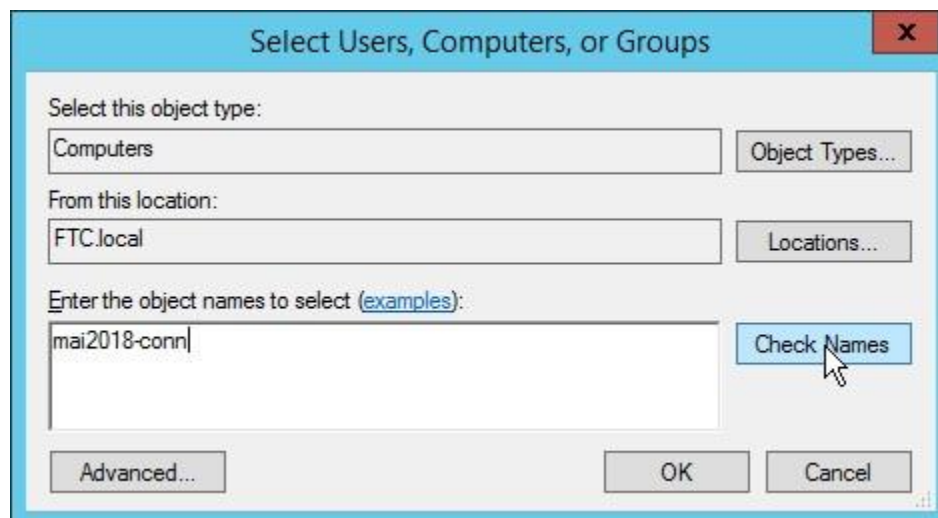 Select Users, Computers, or Groups
x
Select this object type:
Computers
Object Types...
From this location:
FTC.local
Locations...
Enter the object names to select (examples):
mai2018-conn
Check Names
Advanced...
OK
Cancel